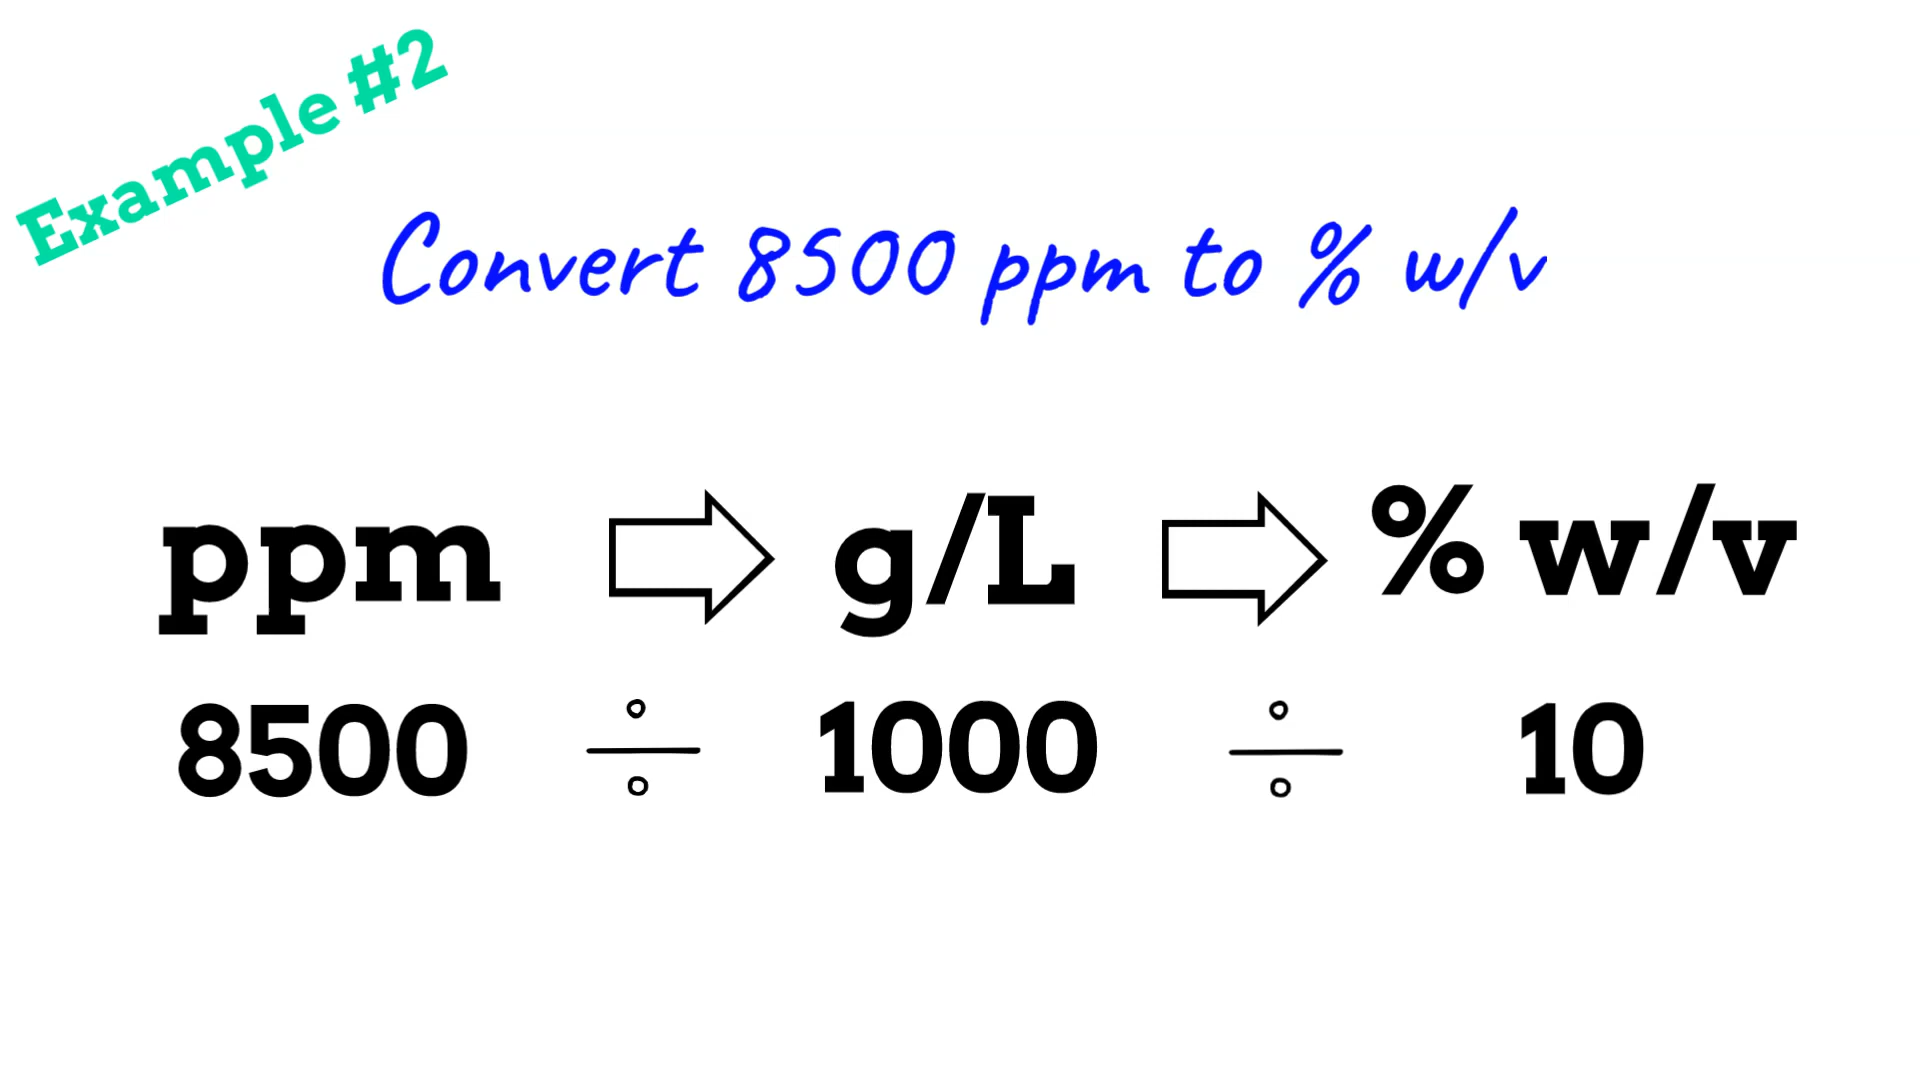 Example #2
Convert 8500 ppm to % w/v
ppm g/L % w/v
8500 ÷ 1000 ÷ 10